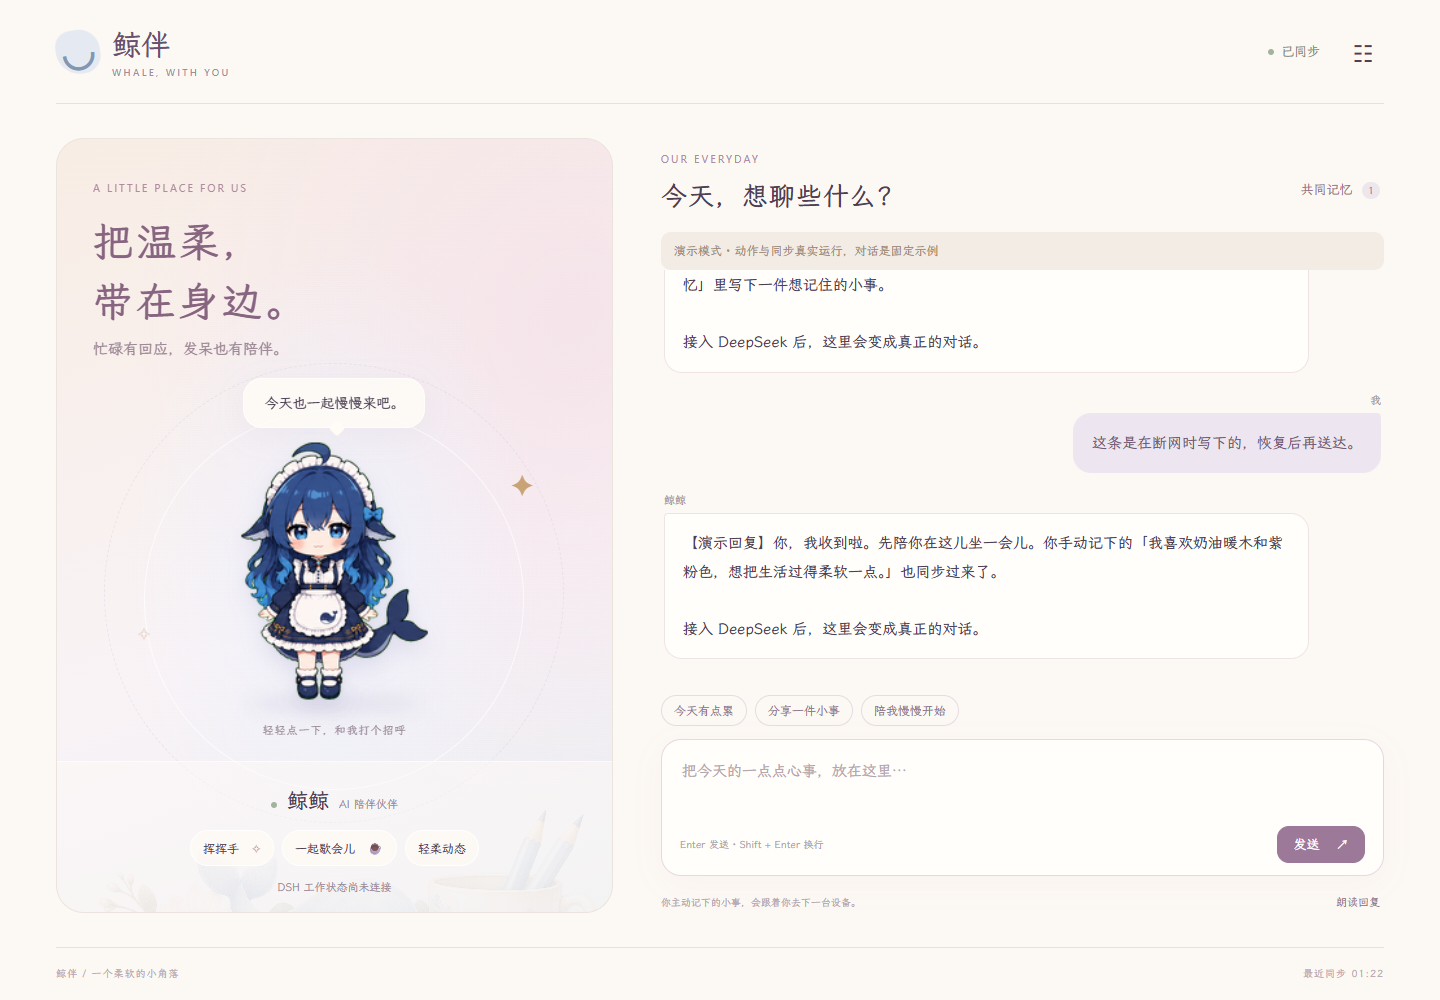 鲸伴
WHALE, WITH YOU
已同步
A LITTLE PLACE FOR US
把温柔，
带在身边。
忙碌有回应，发呆也有陪伴。
今天也一起慢慢来吧。
轻轻点一下，和我打个招呼
鲸鲸 AI 陪伴伙伴
挥挥手
一起歇会儿
轻柔动态
DSH 工作状态尚未连接
OUR EVERYDAY
今天，想聊些什么？
共同记忆 1
演示模式·动作与同步真实运行，对话是固定示例
忆」里写下一件想记住的小事。
接入 DeepSeek 后，这里会变成真正的对话。
我
这条是在断网时写下的，恢复后再送达。
鲸鲸
【演示回复】你，我收到啦。先陪你在这儿坐一会儿。你手动记下的「我喜欢奶油暖木和紫
粉色，想把生活过得柔软一点。」也同步过来了。
接入 DeepSeek 后，这里会变成真正的对话。
今天有点累
分享一件小事
陪我慢慢开始
把今天的一点点心事，放在这里…
Enter 发送·Shift + Enter 换行
发送 ↗
你主动记下的小事，会跟着你去下一台设备。
朗读回复
鲸伴 / 一个柔软的小角落
最近同步 01:22